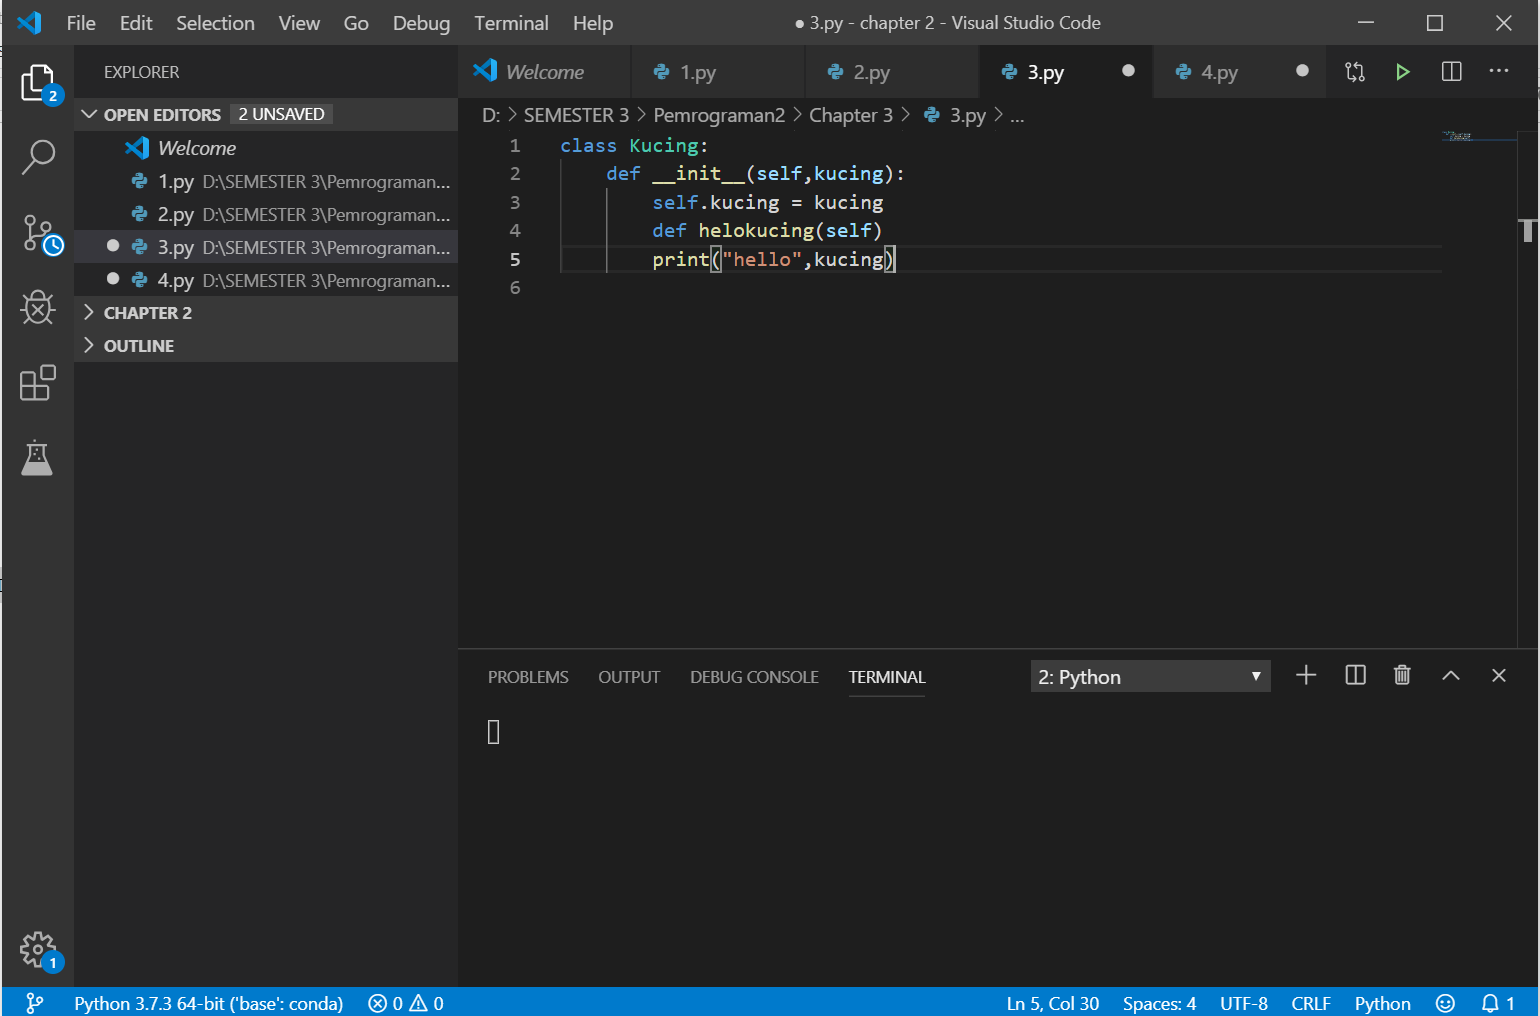 File Edit Selection View Go Debug Terminal Help ● 3.py - chapter 2 - Visual Studio Code
EXPLORER
OPEN EDITORS 2 UNSAVED
Welcome
1.py D:\SEMESTER 3\Pemrograman...
2.py D:\SEMESTER 3\Pemrograman...
3.py D:\SEMESTER 3\Pemrograman...
4.py D:\SEMESTER 3\Pemrograman...
CHAPTER 2
OUTLINE
2
1
Welcome 1.py 2.py 3.py 4.py
D: > SEMESTER 3 > Pemrograman2 > Chapter 3 > 3.py > ...
1 class Kucing:
2 def __init__(self,kucing):
3 self.kucing = kucing
4 def helokucing(self)
5 print("hello",kucing)
6
PROBLEMS OUTPUT DEBUG CONSOLE TERMINAL 2: Python
Python 3.7.3 64-bit ('base': conda) 0 0 Ln 5, Col 30 Spaces: 4 UTF-8 CRLF Python 1